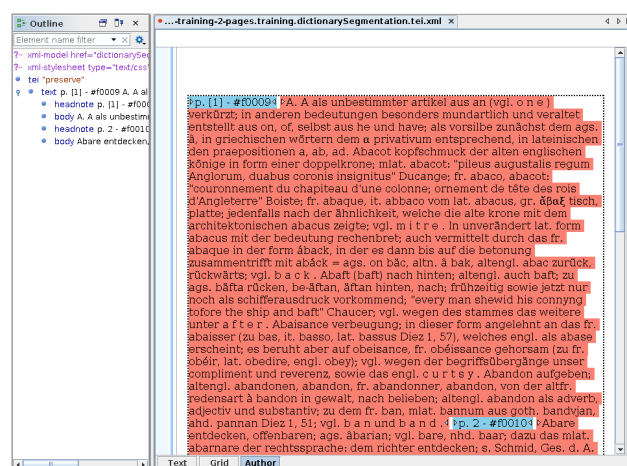 Outline
...-training-2-pages.training.dictionarySegmentation.tei.xml
Element name filter
xml-model href="dictionarySe
xml-stylesheet type="text/css"
tei "preserve"
text p. [1] - #f0009 A. A al
headnote p. [1] - #f000
body A. A als unbestimm
headnote p. 2 - #f0010
body Abare entdecken,
p. [1] - #f0009 A. A als unbestimmter artikel aus an (vgl. o n e )
verkürzt; in anderen bedeutungen besonders mundartlich und veraltet
entstellt aus on, of, selbst aus he und have; als vorsilbe zunächst dem ags.
â, in griechischen wörtern dem α privativum entsprechend, in lateinischen
den praepositionen a, ab, ad. Abacot kopfschmuck der alten englischen
könige in form einer doppelkrone; mlat. abacot: "pileus augustalis regum
Anglorum, duabus coronis insignitus" Ducange; fr. abaco, abacot:
"couronnement du chapiteau d'une colonne; ornement de tête des rois
d'Angleterre" Boiste; fr. abaque, it. abbaco vom lat. abacus, gr. ἄβαξ tisch,
platte; jedenfalls nach der ähnlichkeit, welche die alte krone mit dem
architektonischen abacus zeigte; vgl. m i t r e . In unverändert lat. form
abacus mit der bedeutung rechenbret; auch vermittelt durch das fr.
abaque in der form áback, in der es dann bis auf die betonung
zusammentrifft mit abáck = ags. on bäc, altn. â bak, altengl. abac zurück,
rückwärts; vgl. b a c k . Abaft (baft) nach hinten; altengl. auch baft; zu
ags. bäfta rücken, be-äftan, äftan hinten, nach; frühzeitig sowie jetzt nur
noch als schifferausdruck vorkommend; "every man shewid his connyng
tofore the ship and baft" Chaucer; vgl. wegen des stammes das weitere
unter a f t e r . Abaisance verbeugung; in dieser form angelehnt an das fr.
abaisser (zu bas, it. basso, lat. bassus Diez 1, 57), welches engl. als abase
erscheint; es beruht aber auf obeisance, fr. obéissance gehorsam (zu fr.
obéir, lat. obedire, engl. obey); vgl. wegen der begriffsübergänge unser
compliment und reverenz, sowie das engl. c u r t s y . Abandon aufgeben;
altengl. abandonen, abandon, fr. abandonner, abandon, von der altfr.
redensart à bandon in gewalt, nach belieben; altengl. abandon als adverb,
adjectiv und substantiv; zu dem fr. ban, mlat. bannum aus goth. bandvjan,
ahd. pannan Diez 1, 51; vgl. b a n und b a n d . p. 2 - #f0010 Abare
entdecken, offenbaren; ags. âbarian; vgl. bare, nhd. baar; dazu das mlat.
abarnare der rechtssprache: dem richter entdecken; s. Schmid, Ges. d. A.
Text Grid Author